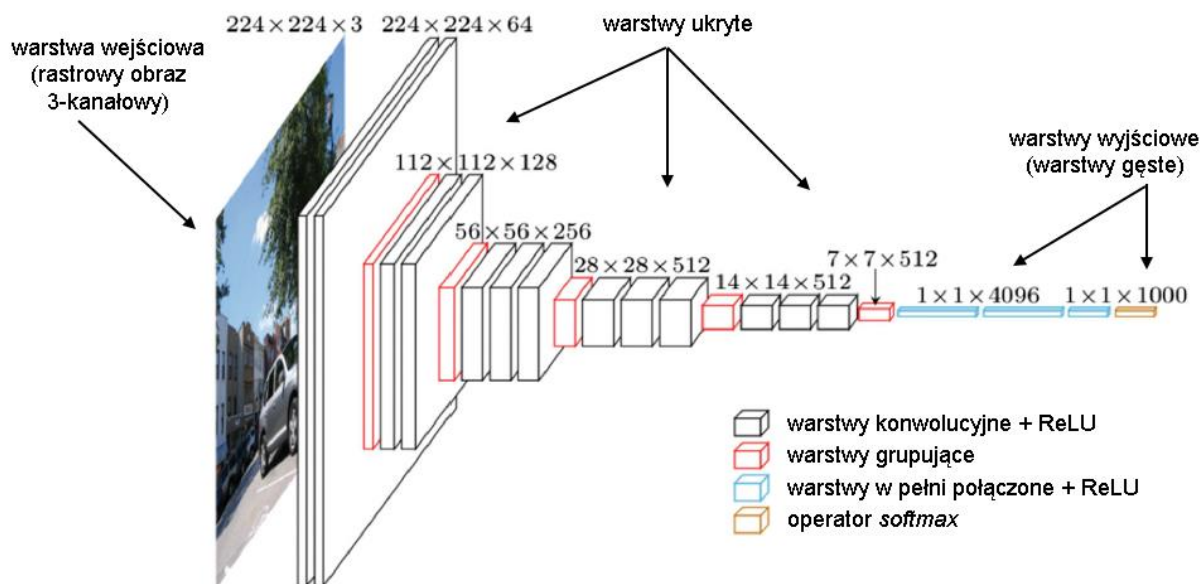 224 × 224 × 3
224 × 224 × 64
warstwa wejściowa
(rastrowy obraz
3-kanałowy)
warstwy ukryte
warstwy wyjściowe
(warstwy gęste)
112 × 112 × 128
56 × 56 × 256
28 × 28 × 512
14 × 14 × 512
7 × 7 × 512
1 × 1 × 4096
1 × 1 × 1000
warstwy konwolucyjne + ReLU
warstwy grupujące
warstwy w pełni połączone + ReLU
operator softmax